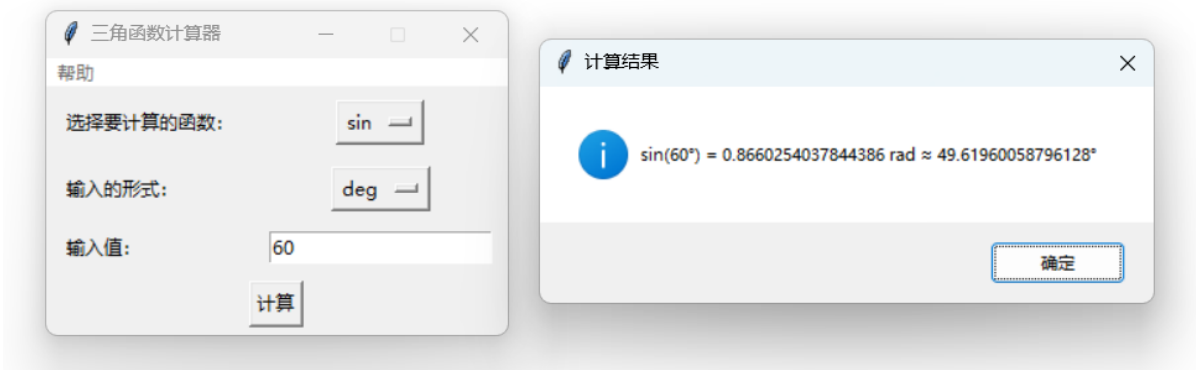 三角函数计算器
帮助
选择要计算的函数:
sin
输入的形式:
deg
输入值:
60
计算
计算结果
sin(60°) = 0.8660254037844386 rad ≈ 49.61960058796128°
确定